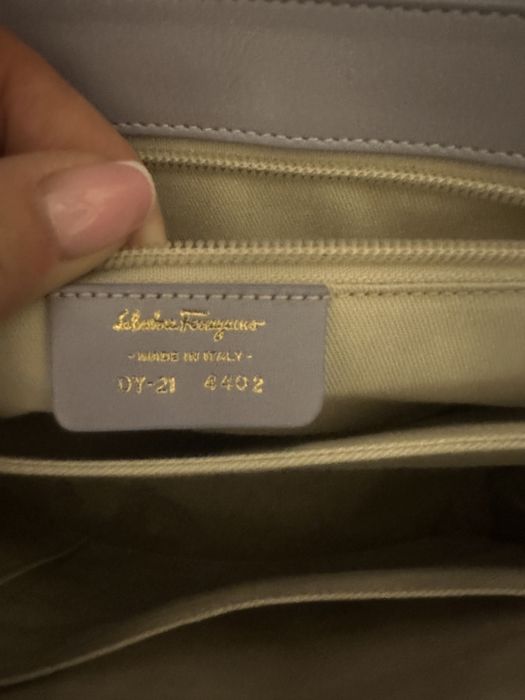 Salvatore Ferragamo
- MADE IN ITALY -
DY-21 4402